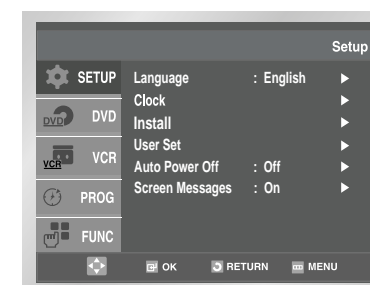 Setup
SETUP
DVD DVD
VCR VCR
PROG
FUNC
Language : English ►
Clock ►
Install ►
User Set ►
Auto Power Off : Off ►
Screen Messages : On ►
OK RETURN MENU